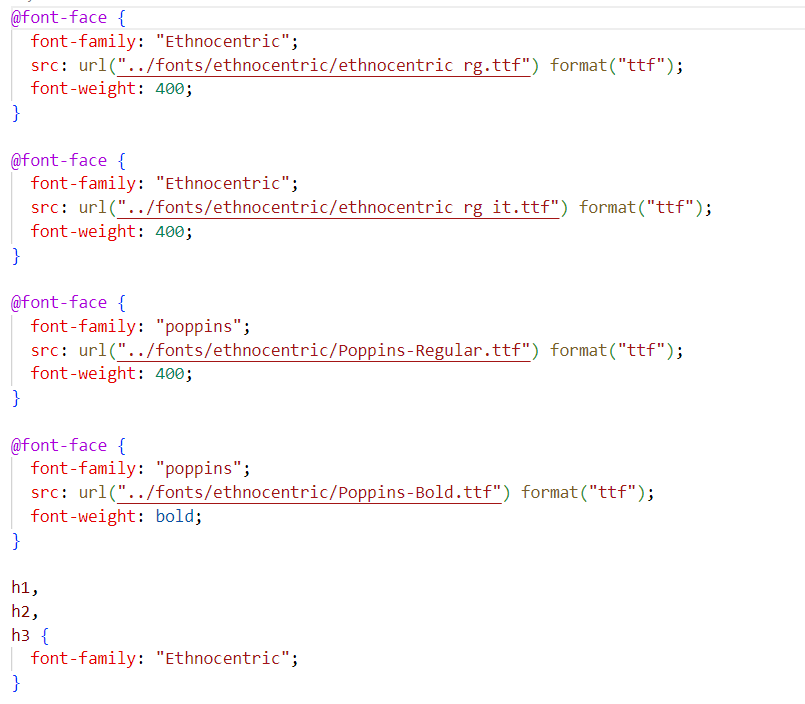 @font-face {
  font-family: "Ethnocentric";
  src: url("../fonts/ethnocentric/ethnocentric rg.ttf") format("ttf");
  font-weight: 400;
}

@font-face {
  font-family: "Ethnocentric";
  src: url("../fonts/ethnocentric/ethnocentric rg it.ttf") format("ttf");
  font-weight: 400;
}

@font-face {
  font-family: "poppins";
  src: url("../fonts/ethnocentric/Poppins-Regular.ttf") format("ttf");
  font-weight: 400;
}

@font-face {
  font-family: "poppins";
  src: url("../fonts/ethnocentric/Poppins-Bold.ttf") format("ttf");
  font-weight: bold;
}

h1,
h2,
h3 {
  font-family: "Ethnocentric";
}